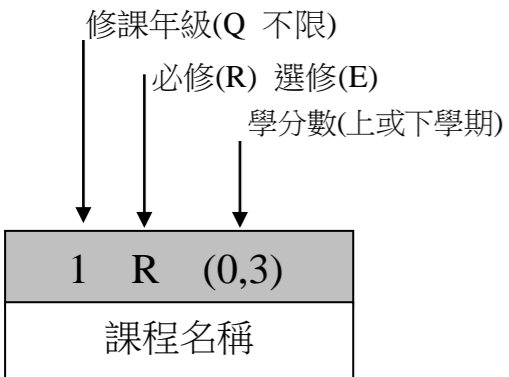 修課年級(Q 不限)
必修(R) 選修(E)
學分數(上或下學期)
1 R (0,3)
課程名稱